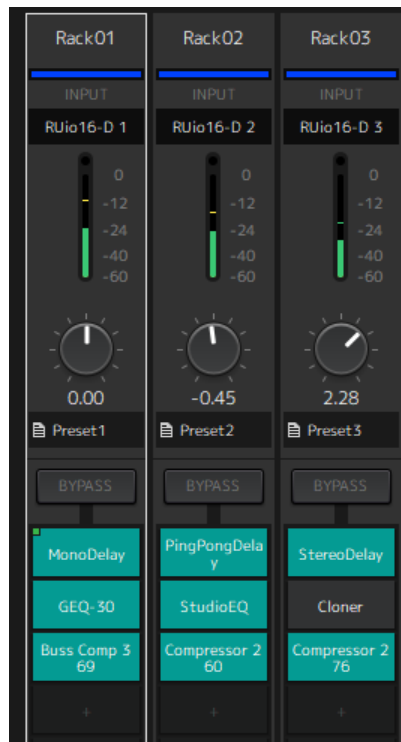 Rack01
INPUT
RUio16-D 1
0
-12
-24
-40
-60
0.00
Preset1
BYPASS
MonoDelay
GEQ-30
Buss Comp 3
69
+
Rack02
INPUT
RUio16-D 2
0
-12
-24
-40
-60
-0.45
Preset2
BYPASS
PingPongDela
y
StudioEQ
Compressor 2
60
+
Rack03
INPUT
RUio16-D 3
0
-12
-24
-40
-60
2.28
Preset3
BYPASS
StereoDelay
Cloner
Compressor 2
76
+